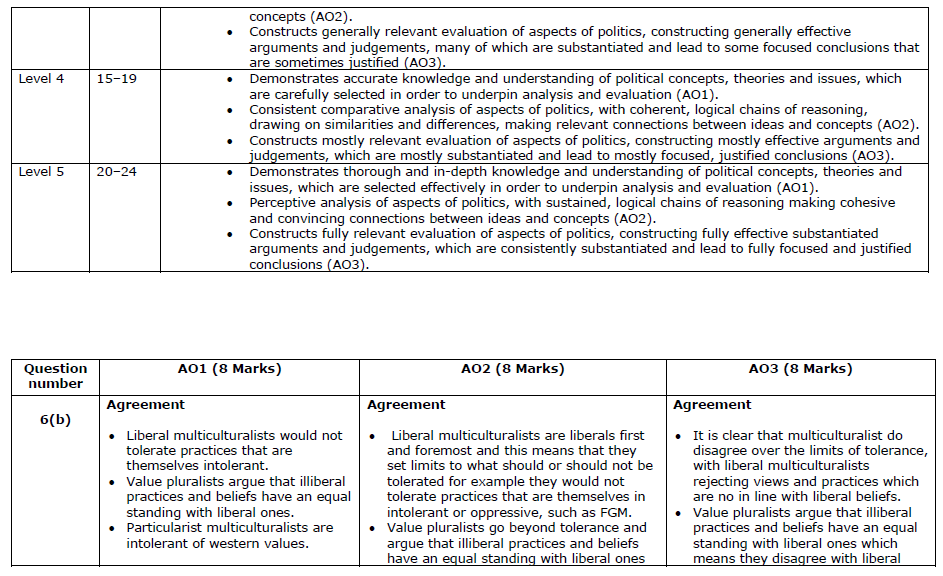 concepts (AO2).
• Constructs generally relevant evaluation of aspects of politics, constructing generally effective
arguments and judgements, many of which are substantiated and lead to some focused conclusions that
are sometimes justified (AO3).
Level 4
15–19
• Demonstrates accurate knowledge and understanding of political concepts, theories and issues, which
are carefully selected in order to underpin analysis and evaluation (AO1).
• Consistent comparative analysis of aspects of politics, with coherent, logical chains of reasoning,
drawing on similarities and differences, making relevant connections between ideas and concepts (AO2).
• Constructs mostly relevant evaluation of aspects of politics, constructing mostly effective arguments and
judgements, which are mostly substantiated and lead to mostly focused, justified conclusions (AO3).
Level 5
20–24
• Demonstrates thorough and in-depth knowledge and understanding of political concepts, theories and
issues, which are selected effectively in order to underpin analysis and evaluation (AO1).
• Perceptive analysis of aspects of politics, with sustained, logical chains of reasoning making cohesive
and convincing connections between ideas and concepts (AO2).
• Constructs fully relevant evaluation of aspects of politics, constructing fully effective substantiated
arguments and judgements, which are consistently substantiated and lead to fully focused and justified
conclusions (AO3).
Question
number
AO1 (8 Marks)
AO2 (8 Marks)
AO3 (8 Marks)
6(b)
Agreement
• Liberal multiculturalists would not
tolerate practices that are
themselves intolerant.
• Value pluralists argue that illiberal
practices and beliefs have an equal
standing with liberal ones.
• Particularist multiculturalists are
intolerant of western values.
Agreement
• Liberal multiculturalists are liberals first
and foremost and this means that they
set limits to what should or should not be
tolerated for example they would not
tolerate practices that are themselves in
intolerant or oppressive, such as FGM.
• Value pluralists go beyond tolerance and
argue that illiberal practices and beliefs
have an equal standing with liberal ones
Agreement
• It is clear that multiculturalist do
disagree over the limits of tolerance,
with liberal multiculturalists
rejecting views and practices which
are no in line with liberal beliefs.
• Value pluralists argue that illiberal
practices and beliefs have an equal
standing with liberal ones which
means they disagree with liberal